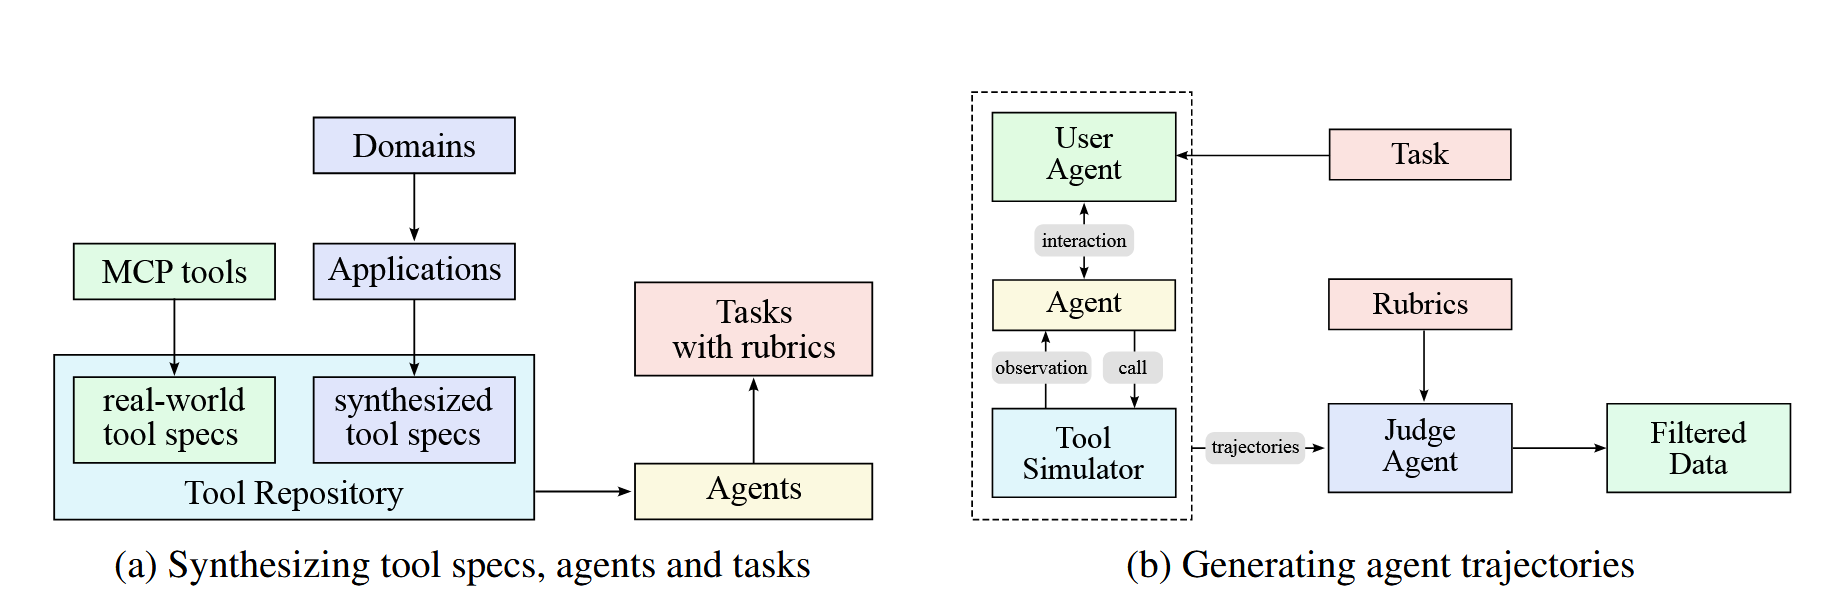 Domains
MCP tools
Applications
real-world
tool specs
synthesized
tool specs
Tool Repository
Tasks
with rubrics
Agents
(a) Synthesizing tool specs, agents and tasks
User
Agent
Task
interaction
Agent
Rubrics
observation
call
Tool
Simulator
trajectories
Judge
Agent
Filtered
Data
(b) Generating agent trajectories